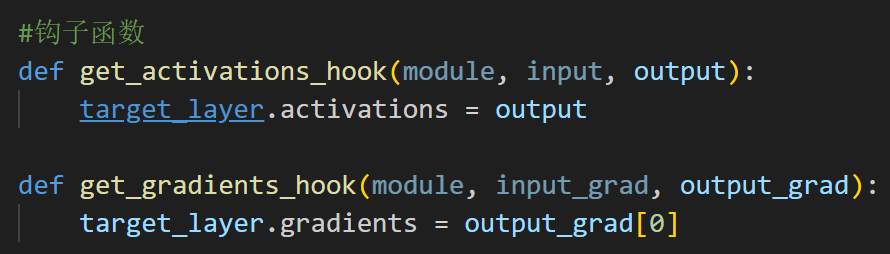 #钩子函数
def get_activations_hook(module, input, output):
    target_layer.activations = output
def get_gradients_hook(module, input_grad, output_grad):
    target_layer.gradients = output_grad[0]